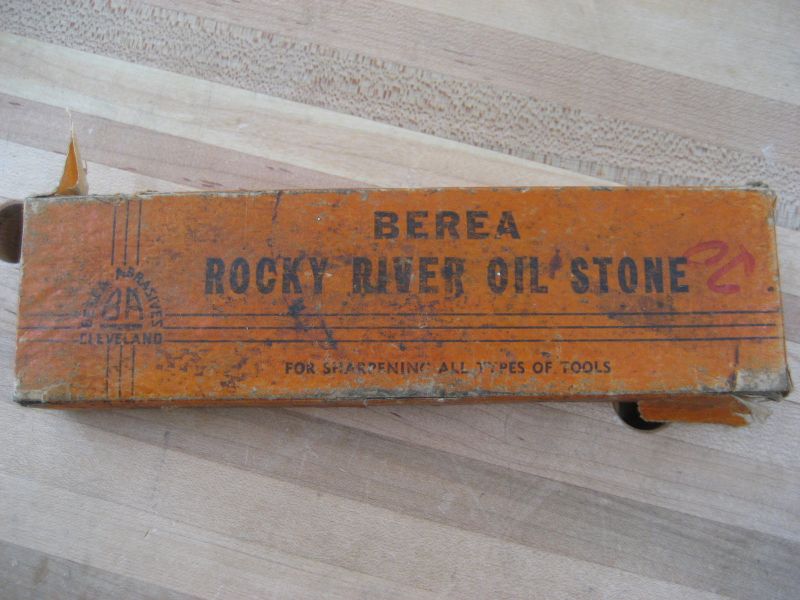 BEREA
ROCKY RIVER OIL STONE
BEREA ABRASIVES
BA
CLEVELAND
FOR SHARPENING ALL TYPES OF TOOLS